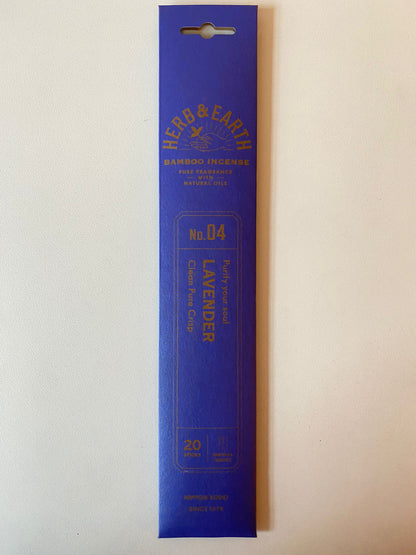 HERB & EARTH
BAMBOO INCENSE
PURE FRAGRANCE
WITH
NATURAL OILS
No.04
Purify your soul
LAVENDER
Clean Pure Crisp
20
sticks
NIPPON KODO
SINCE 1575